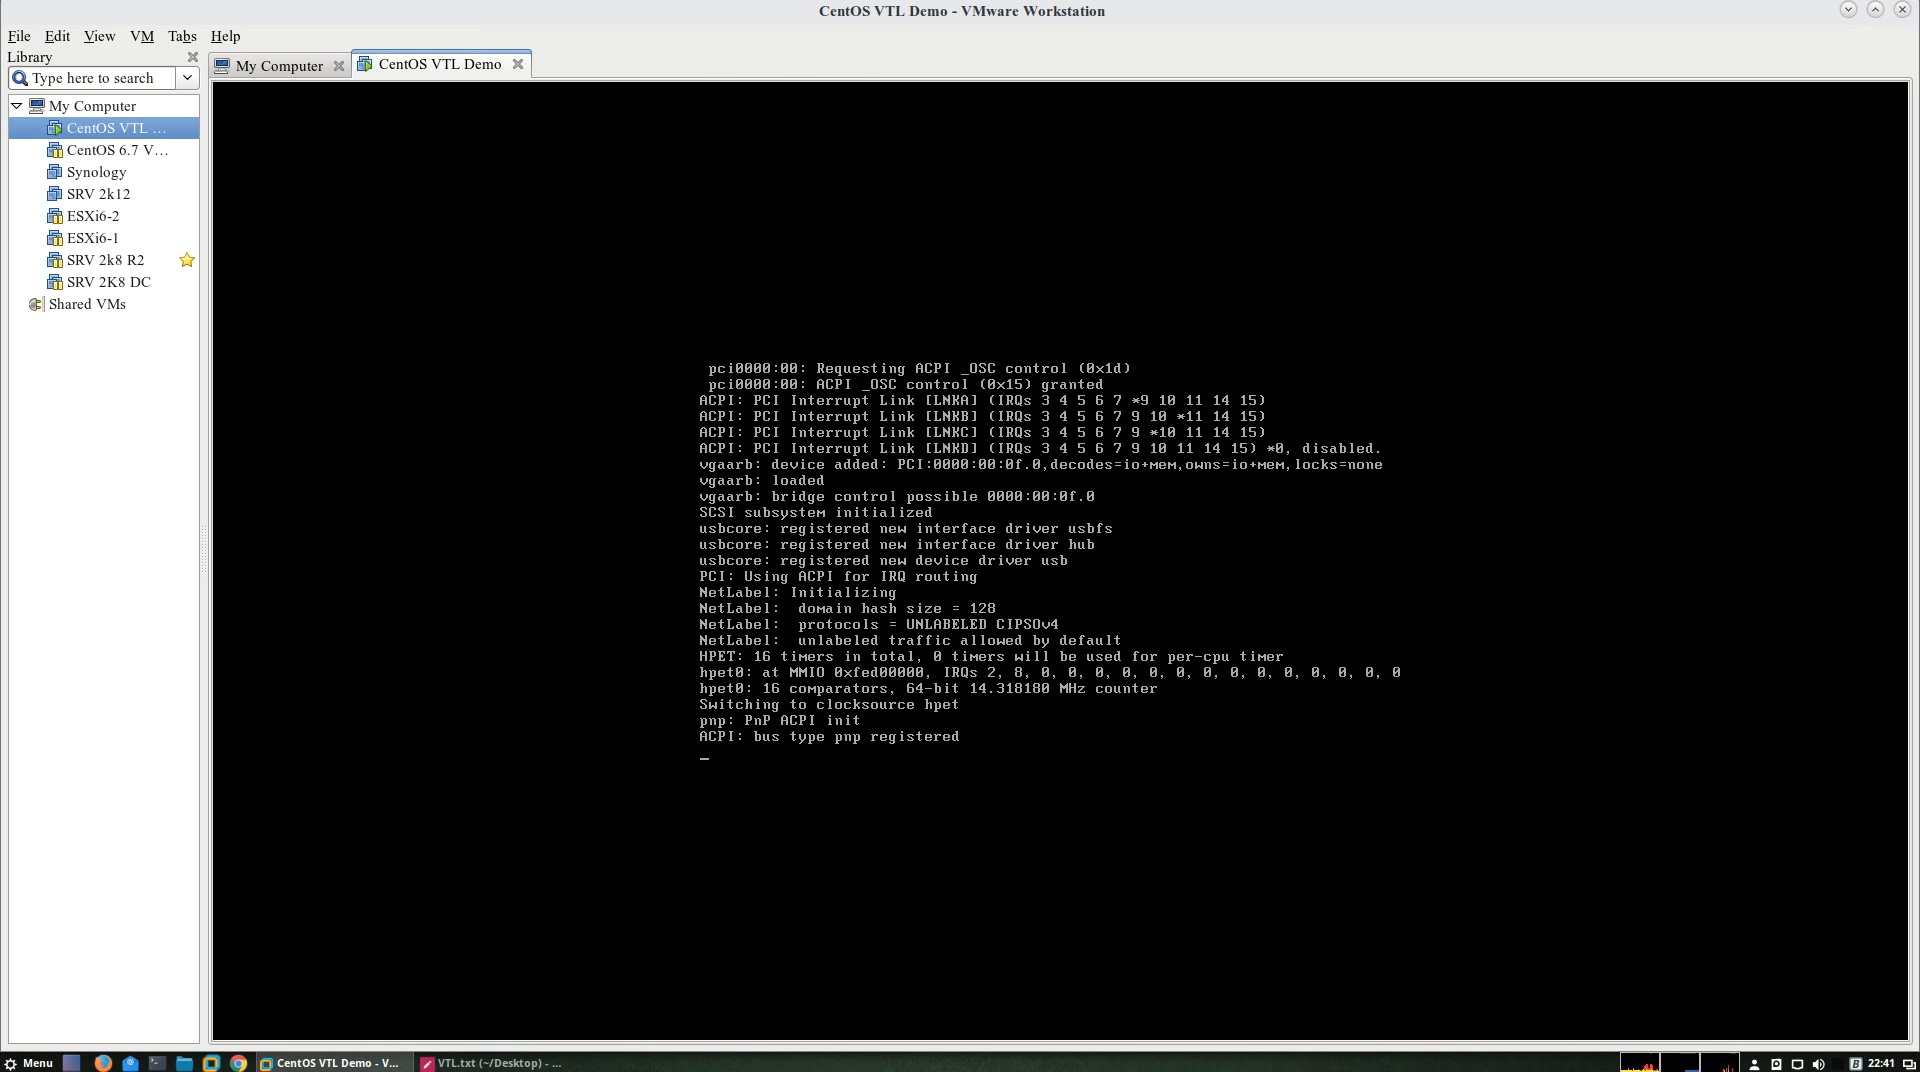 CentOS VTL Demo - VMware Workstation
File Edit View VM Tabs Help
Library
Type here to search
My Computer
CentOS VTL ...
CentOS 6.7 V...
Synology
SRV 2k12
ESXi6-2
ESXi6-1
SRV 2k8 R2
SRV 2K8 DC
Shared VMs
My Computer
CentOS VTL Demo
pci0000:00: Requesting ACPI _OSC control (0x1d)
pci0000:00: ACPI _OSC control (0x15) granted
ACPI: PCI Interrupt Link [LNKA] (IRQs 3 4 5 6 7 *9 10 11 14 15)
ACPI: PCI Interrupt Link [LNKB] (IRQs 3 4 5 6 7 9 10 *11 14 15)
ACPI: PCI Interrupt Link [LNKC] (IRQs 3 4 5 6 7 9 *10 11 14 15)
ACPI: PCI Interrupt Link [LNKD] (IRQs 3 4 5 6 7 9 10 11 14 15) *0, disabled.
vgaarb: device added: PCI:0000:00:0f.0,decodes=io+mem,owns=io+mem,locks=none
vgaarb: loaded
vgaarb: bridge control possible 0000:00:0f.0
SCSI subsystem initialized
usbcore: registered new interface driver usbfs
usbcore: registered new interface driver hub
usbcore: registered new device driver usb
PCI: Using ACPI for IRQ routing
NetLabel: Initializing
NetLabel:  domain hash size = 128
NetLabel:  protocols = UNLABELED CIPSOv4
NetLabel:  unlabeled traffic allowed by default
HPET: 16 timers in total, 0 timers will be used for per-cpu timer
hpet0: at MMIO 0xfed00000, IRQs 2, 8, 0, 0, 0, 0, 0, 0, 0, 0, 0, 0, 0, 0, 0, 0
hpet0: 16 comparators, 64-bit 14.318180 MHz counter
Switching to clocksource hpet
pnp: PnP ACPI init
ACPI: bus type pnp registered
_
Menu
CentOS VTL Demo - V...
VTL.txt (~/Desktop) - ...
22:41